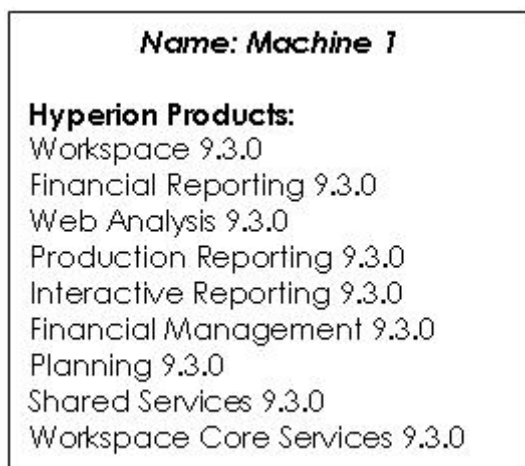 Name: Machine 1
Hyperion Products:
Workspace 9.3.0
Financial Reporting 9.3.0
Web Analysis 9.3.0
Production Reporting 9.3.0
Interactive Reporting 9.3.0
Financial Management 9.3.0
Planning 9.3.0
Shared Services 9.3.0
Workspace Core Services 9.3.0